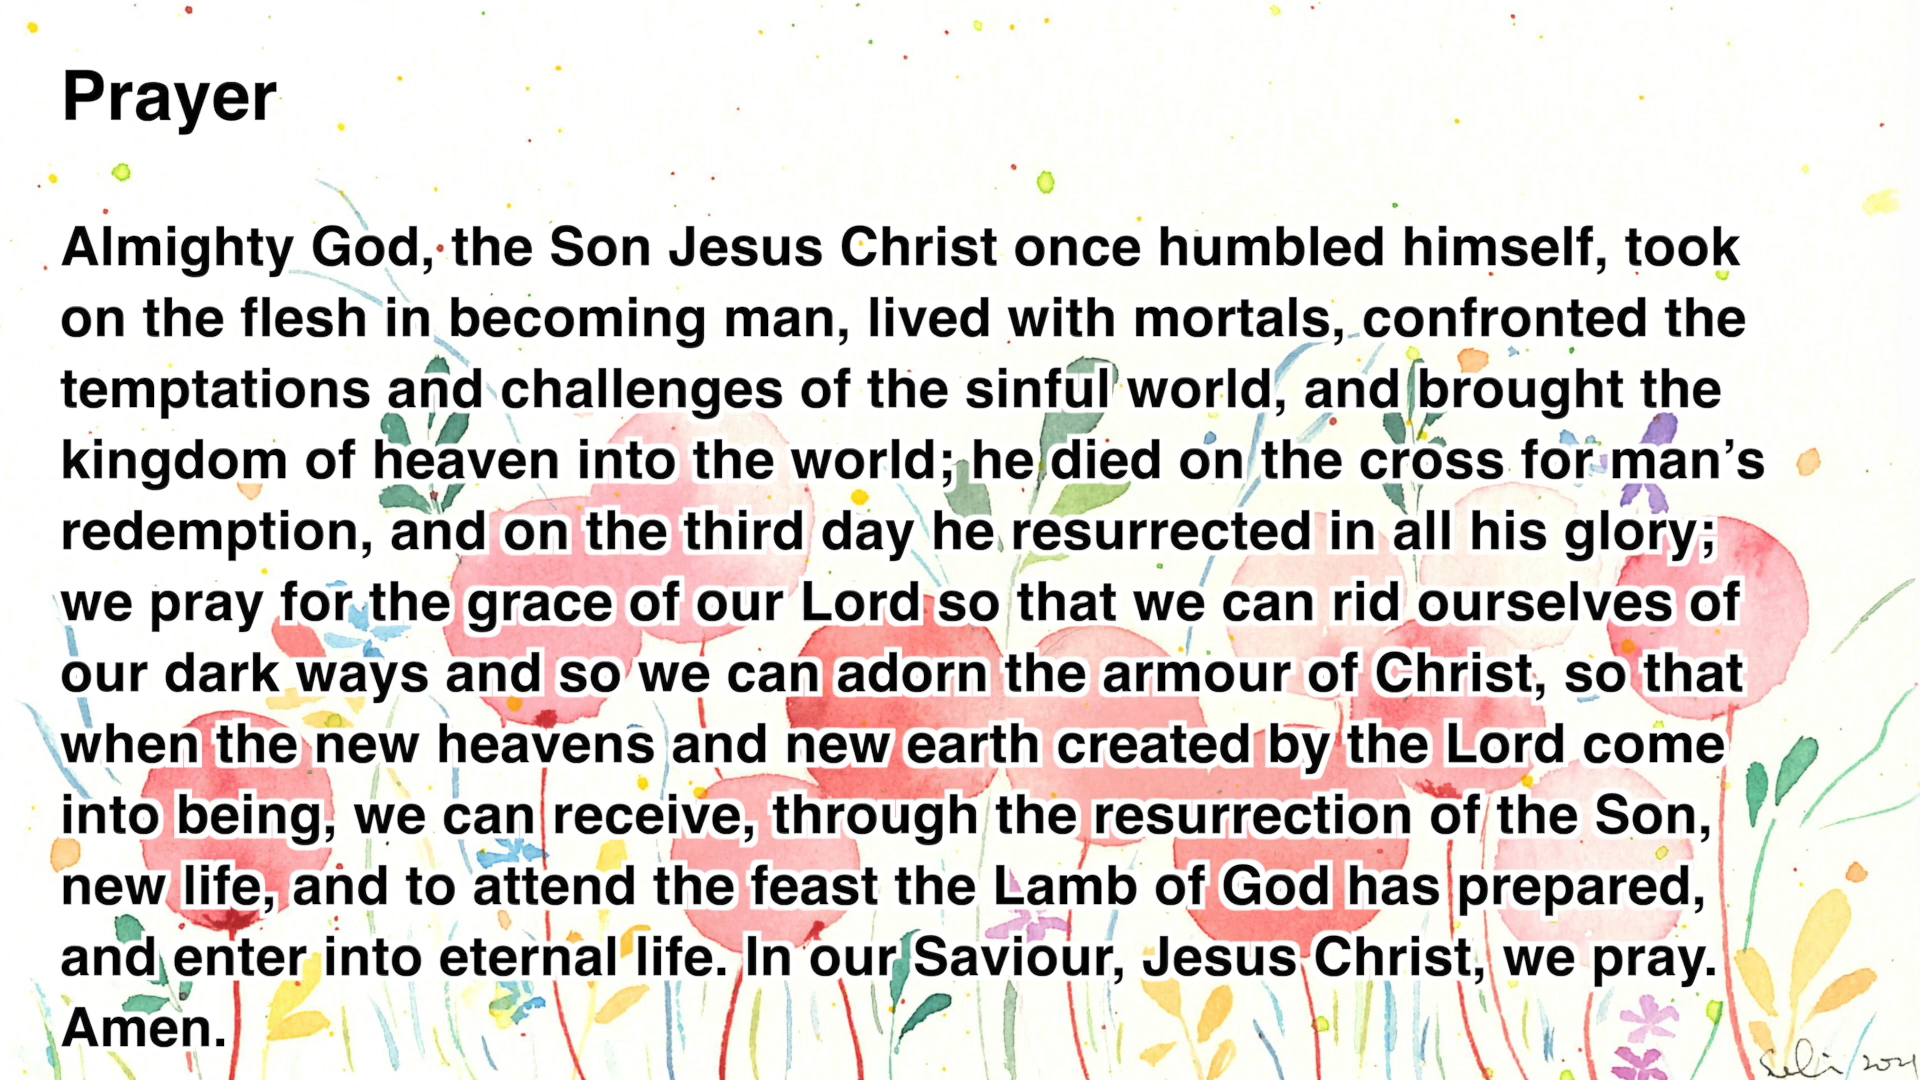 Prayer
Almighty God, the Son Jesus Christ once humbled himself, took
on the flesh in becoming man, lived with mortals, confronted the
temptations and challenges of the sinful world, and brought the
kingdom of heaven into the world; he died on the cross for man’s
redemption, and on the third day he resurrected in all his glory;
we pray for the grace of our Lord so that we can rid ourselves of
our dark ways and so we can adorn the armour of Christ, so that
when the new heavens and new earth created by the Lord come
into being, we can receive, through the resurrection of the Son,
new life, and to attend the feast the Lamb of God has prepared,
and enter into eternal life. In our Saviour, Jesus Christ, we pray.
Amen.